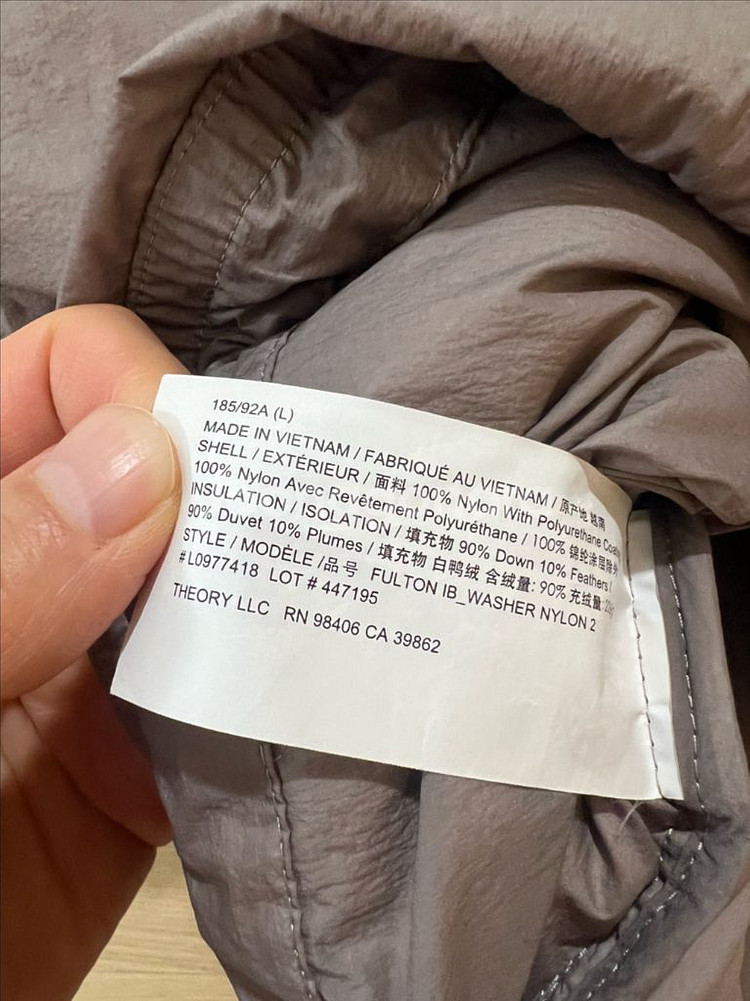 185/92A (L)
MADE IN VIETNAM / FABRIQUÉ AU VIETNAM / 原产地 越南
SHELL / EXTÉRIEUR / 面料 100% Nylon With Polyurethane
100% Nylon Avec Revêtement Polyuréthane / 100% 锦纶涂层除外
INSULATION / ISOLATION / 填充物 90% Down 10% Feathers /
90% Duvet 10% Plumes / 填充物 白鸭绒 含绒量: 90% 充绒量:
STYLE / MODÈLE /品号 FULTON IB_WASHER NYLON 2
# L0977418 LOT # 447195
THEORY LLC RN 98406 CA 39862